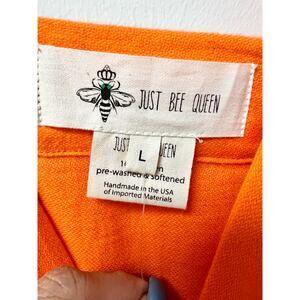 JUST BEE QUEEN
JUST QUEEN
L
pre-washed & softened
Handmade in the USA
of Imported Materials